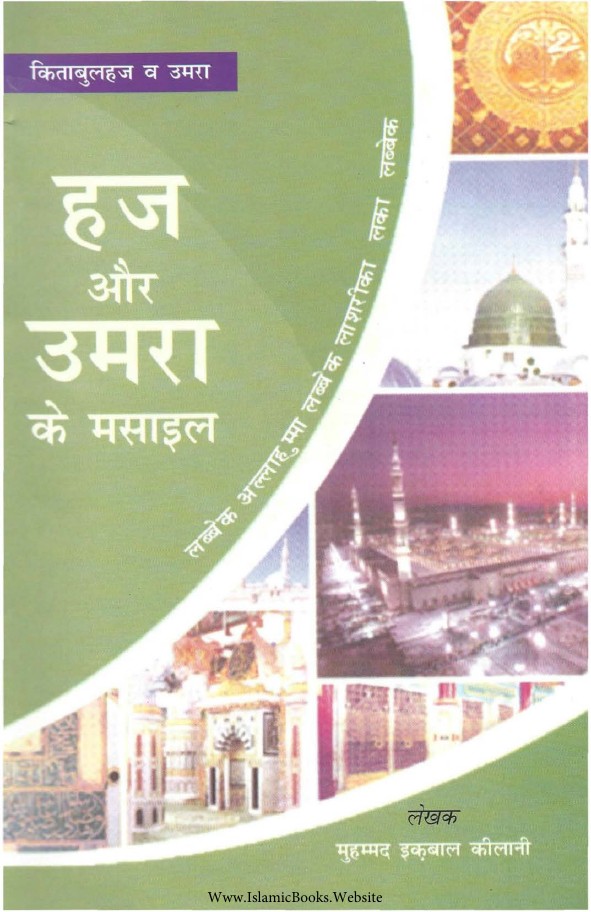 किताबुलहज व उमरा
हज
और
उमरा
के मसाइल
लब्बेक अल्लाहुम्मा लब्बेक लाशरीका लका लब्बेक
लेखक
मुहम्मद इक़बाल कीलानी
Www.IslamicBooks.Website